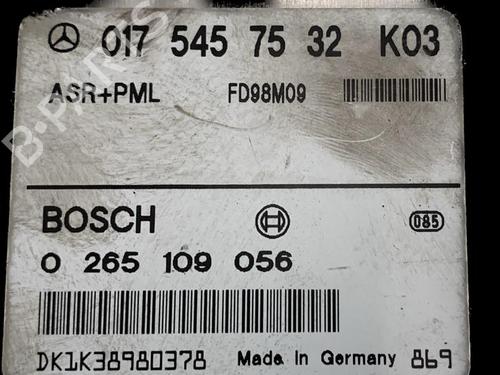 017 545 75 32 K03
ASR+PML FD98M09
BOSCH 085
0 265 109 056
DK1K38980378 Made in Germany 869
B-PARTS